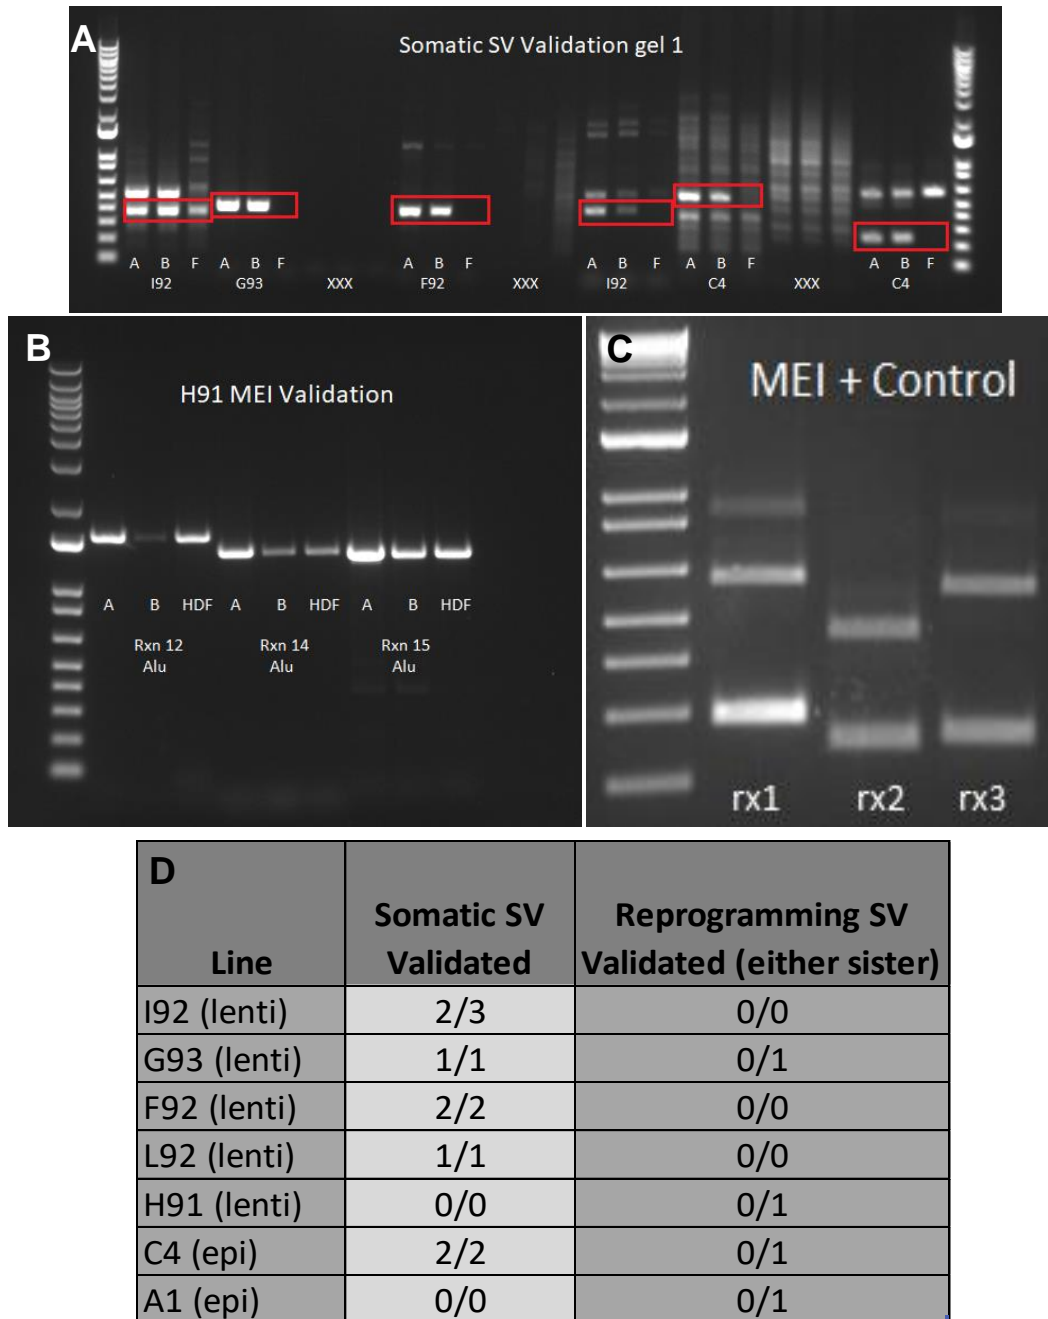 A
Somatic SV Validation gel 1
A B F A B F A B F A B F A B F A B F
I92 G93 XXX F92 XXX I92 C4 XXX C4
B
H91 MEI Validation
A B HDF A B HDF A B HDF
Rxn 12 Rxn 14 Rxn 15
Alu Alu Alu
C
MEI + Control
rx1 rx2 rx3
D
Line Somatic SV Validated Reprogramming SV Validated (either sister)
I92 (lenti) 2/3 0/0
G93 (lenti) 1/1 0/1
F92 (lenti) 2/2 0/0
L92 (lenti) 1/1 0/0
H91 (lenti) 0/0 0/1
C4 (epi) 2/2 0/1
A1 (epi) 0/0 0/1